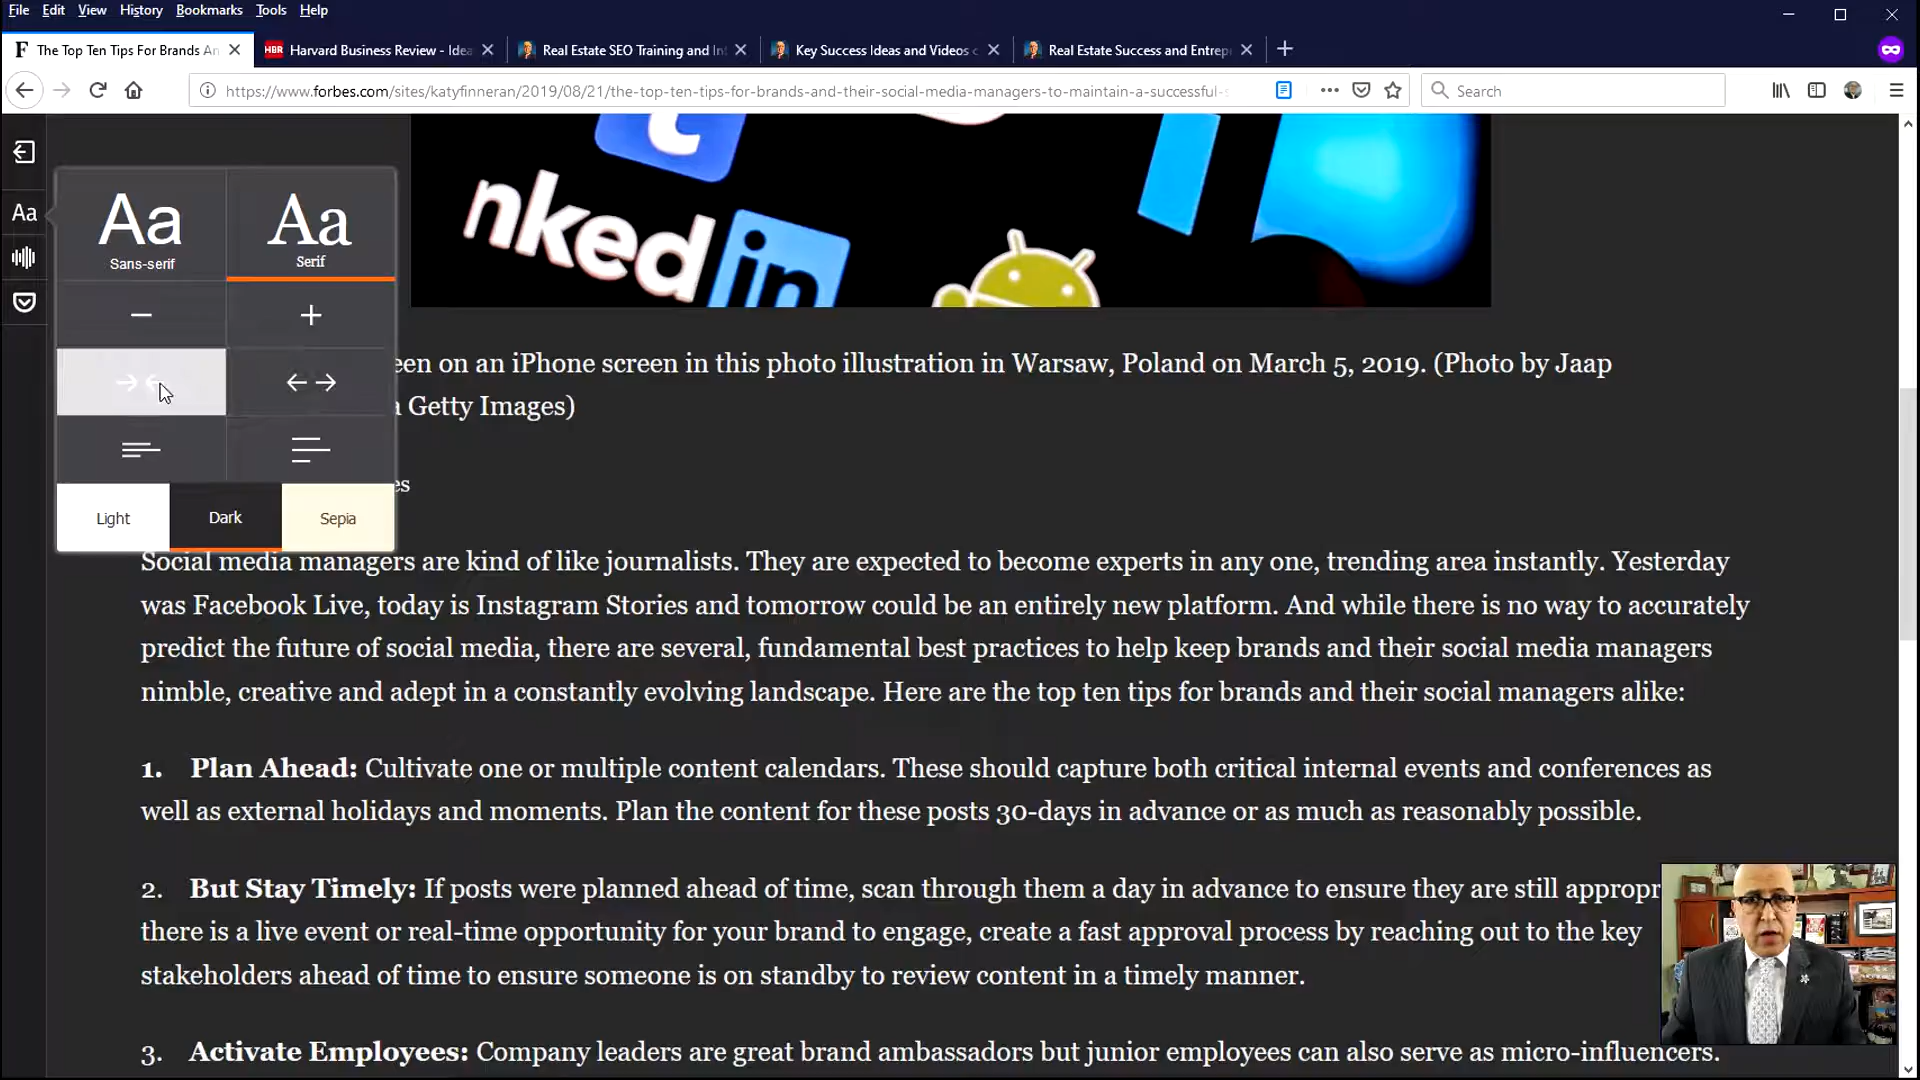 File Edit View History Bookmarks Tools Help
The Top Ten Tips For Brands An
HBR Harvard Business Review - Idea
Real Estate SEO Training and In
Key Success Ideas and Videos
Real Estate Success and Entrep
https://www.forbes.com/sites/katyfinneran/2019/08/21/the-top-ten-tips-for-brands-and-their-social-media-managers-to-maintain-a-successful-
Search
Aa
Aa Aa
Sans-serif Serif
Light Dark Sepia
nked in
een on an iPhone screen in this photo illustration in Warsaw, Poland on March 5, 2019. (Photo by Jaap
Getty Images)
es
Social media managers are kind of like journalists. They are expected to become experts in any one, trending area instantly. Yesterday
was Facebook Live, today is Instagram Stories and tomorrow could be an entirely new platform. And while there is no way to accurately
predict the future of social media, there are several, fundamental best practices to help keep brands and their social media managers
nimble, creative and adept in a constantly evolving landscape. Here are the top ten tips for brands and their social managers alike:
1. Plan Ahead: Cultivate one or multiple content calendars. These should capture both critical internal events and conferences as
well as external holidays and moments. Plan the content for these posts 30-days in advance or as much as reasonably possible.
2. But Stay Timely: If posts were planned ahead of time, scan through them a day in advance to ensure they are still appropr
there is a live event or real-time opportunity for your brand to engage, create a fast approval process by reaching out to the key
stakeholders ahead of time to ensure someone is on standby to review content in a timely manner.
3. Activate Employees: Company leaders are great brand ambassadors but junior employees can also serve as micro-influencers.